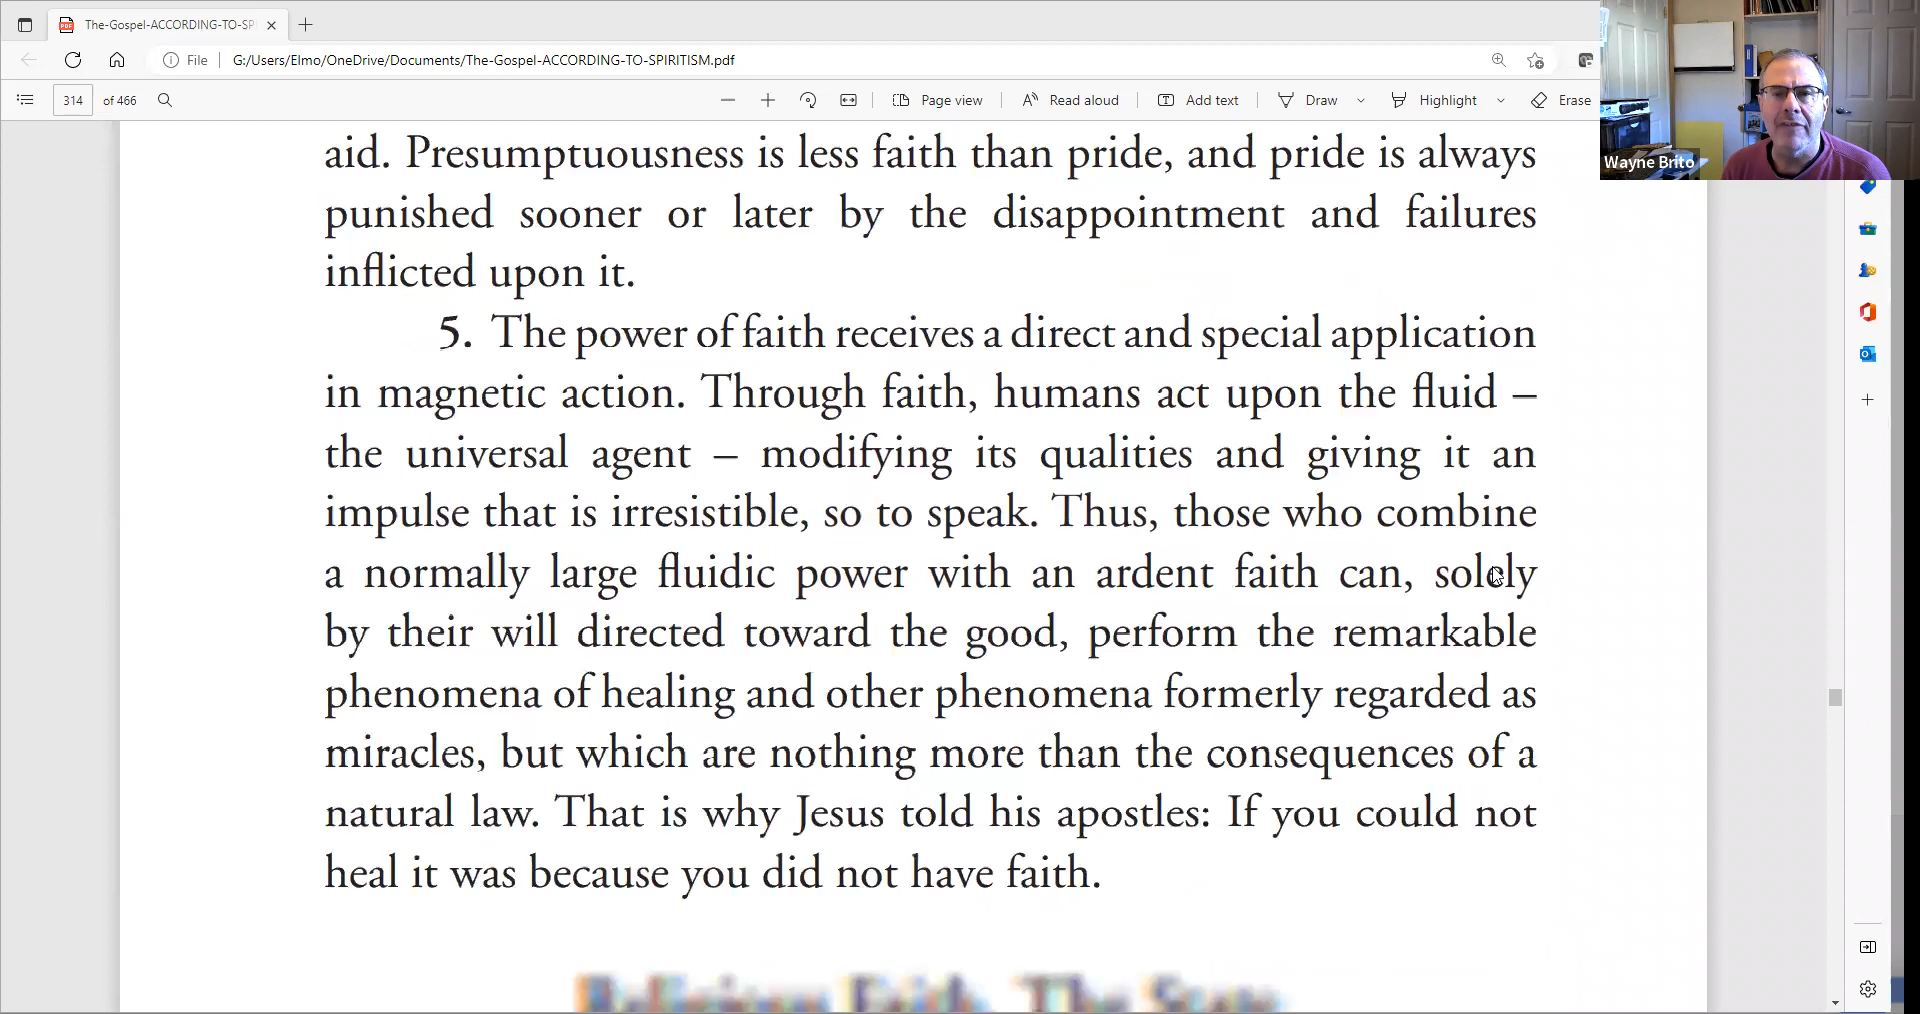 The-Gospel-ACCORDING-TO-SP
File
G:/Users/Elmo/OneDrive/Documents/The-Gospel-ACCORDING-TO-SPIRITISM.pdf
314 of 466
Page view
Read aloud
Add text
Draw
Highlight
Erase
Wayne Brito
aid. Presumptuousness is less faith than pride, and pride is always
punished sooner or later by the disappointment and failures
inflicted upon it.
5. The power of faith receives a direct and special application
in magnetic action. Through faith, humans act upon the fluid –
the universal agent – modifying its qualities and giving it an
impulse that is irresistible, so to speak. Thus, those who combine
a normally large fluidic power with an ardent faith can, solely
by their will directed toward the good, perform the remarkable
phenomena of healing and other phenomena formerly regarded as
miracles, but which are nothing more than the consequences of a
natural law. That is why Jesus told his apostles: If you could not
heal it was because you did not have faith.
Religious Faith. The State